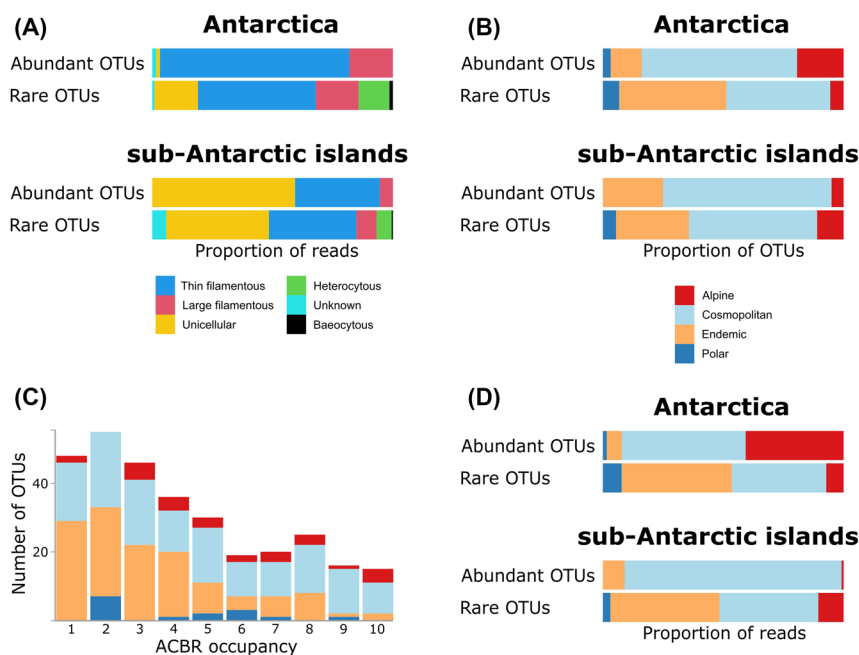 (A)
Antarctica
Abundant OTUs
Rare OTUs
sub-Antarctic islands
Abundant OTUs
Rare OTUs
Proportion of reads
Thin filamentous
Heterocytous
Large filamentous
Unknown
Unicellular
Baeocytous
(B)
Antarctica
Abundant OTUs
Rare OTUs
sub-Antarctic islands
Abundant OTUs
Rare OTUs
Proportion of OTUs
Alpine
Cosmopolitan
Endemic
Polar
(C)
Number of OTUs
40
20
1 2 3 4 5 6 7 8 9 10
ACBR occupancy
(D)
Antarctica
Abundant OTUs
Rare OTUs
sub-Antarctic islands
Abundant OTUs
Rare OTUs
Proportion of reads